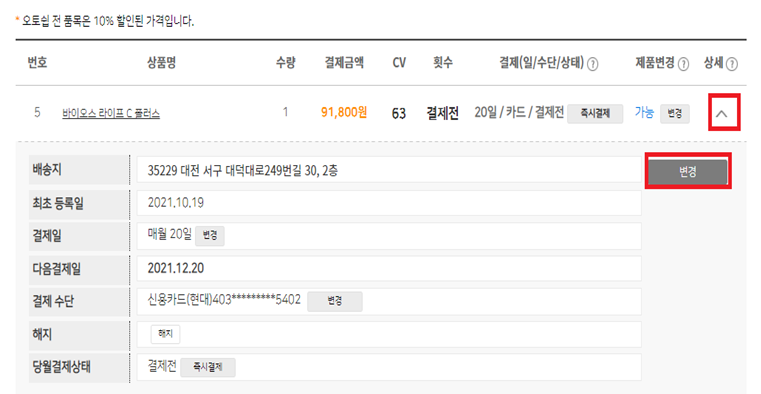 * 오토쉽 전 품목은 10% 할인된 가격입니다.
번호 상품명 수량 결제금액 CV 횟수 결제(일/수단/상태) ? 제품변경 ? 상세 ?
5 바이오스 라이프 C 플러스 1 91,800원 63 결제전 20일 / 카드 / 결제전 즉시결제 가능 변경
배송지 35229 대전 서구 대덕대로249번길 30, 2층 변경
최초 등록일 2021.10.19
결제일 매월 20일 변경
다음결제일 2021.12.20
결제 수단 신용카드(현대)403*********5402 변경
해지 해지
당월결제상태 결제전 즉시결제